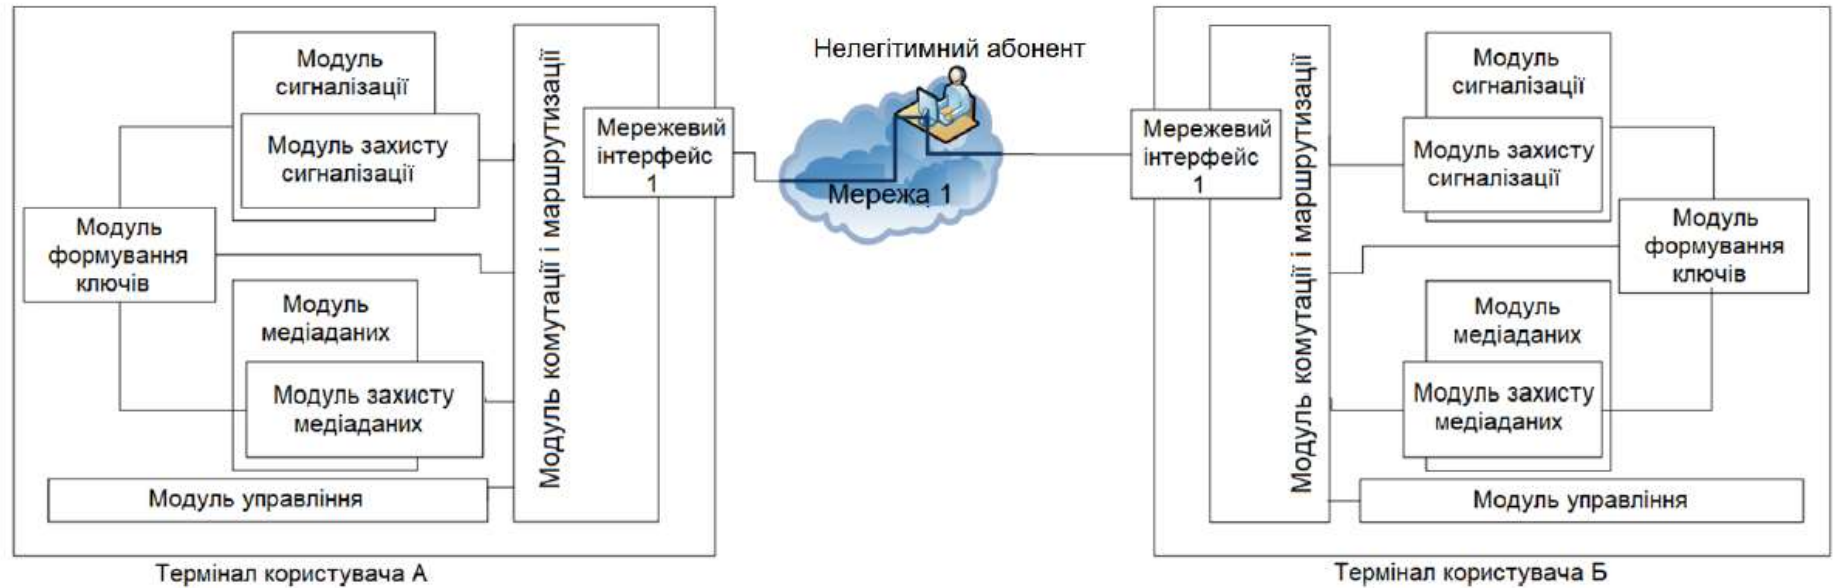 Модуль
сигналізації
Модуль захисту
сигналізації
Модуль
формування
ключів
Модуль
медіаданих
Модуль захисту
медіаданих
Модуль управління
Модуль комутації і маршрутизації
Мережевий
інтерфейс
1
Термінал користувача А
Нелегітимний абонент
Мережа 1
Мережевий
інтерфейс
1
Модуль комутації і маршрутизації
Модуль
сигналізації
Модуль захисту
сигналізації
Модуль
формування
ключів
Модуль
медіаданих
Модуль захисту
медіаданих
Модуль управління
Термінал користувача Б